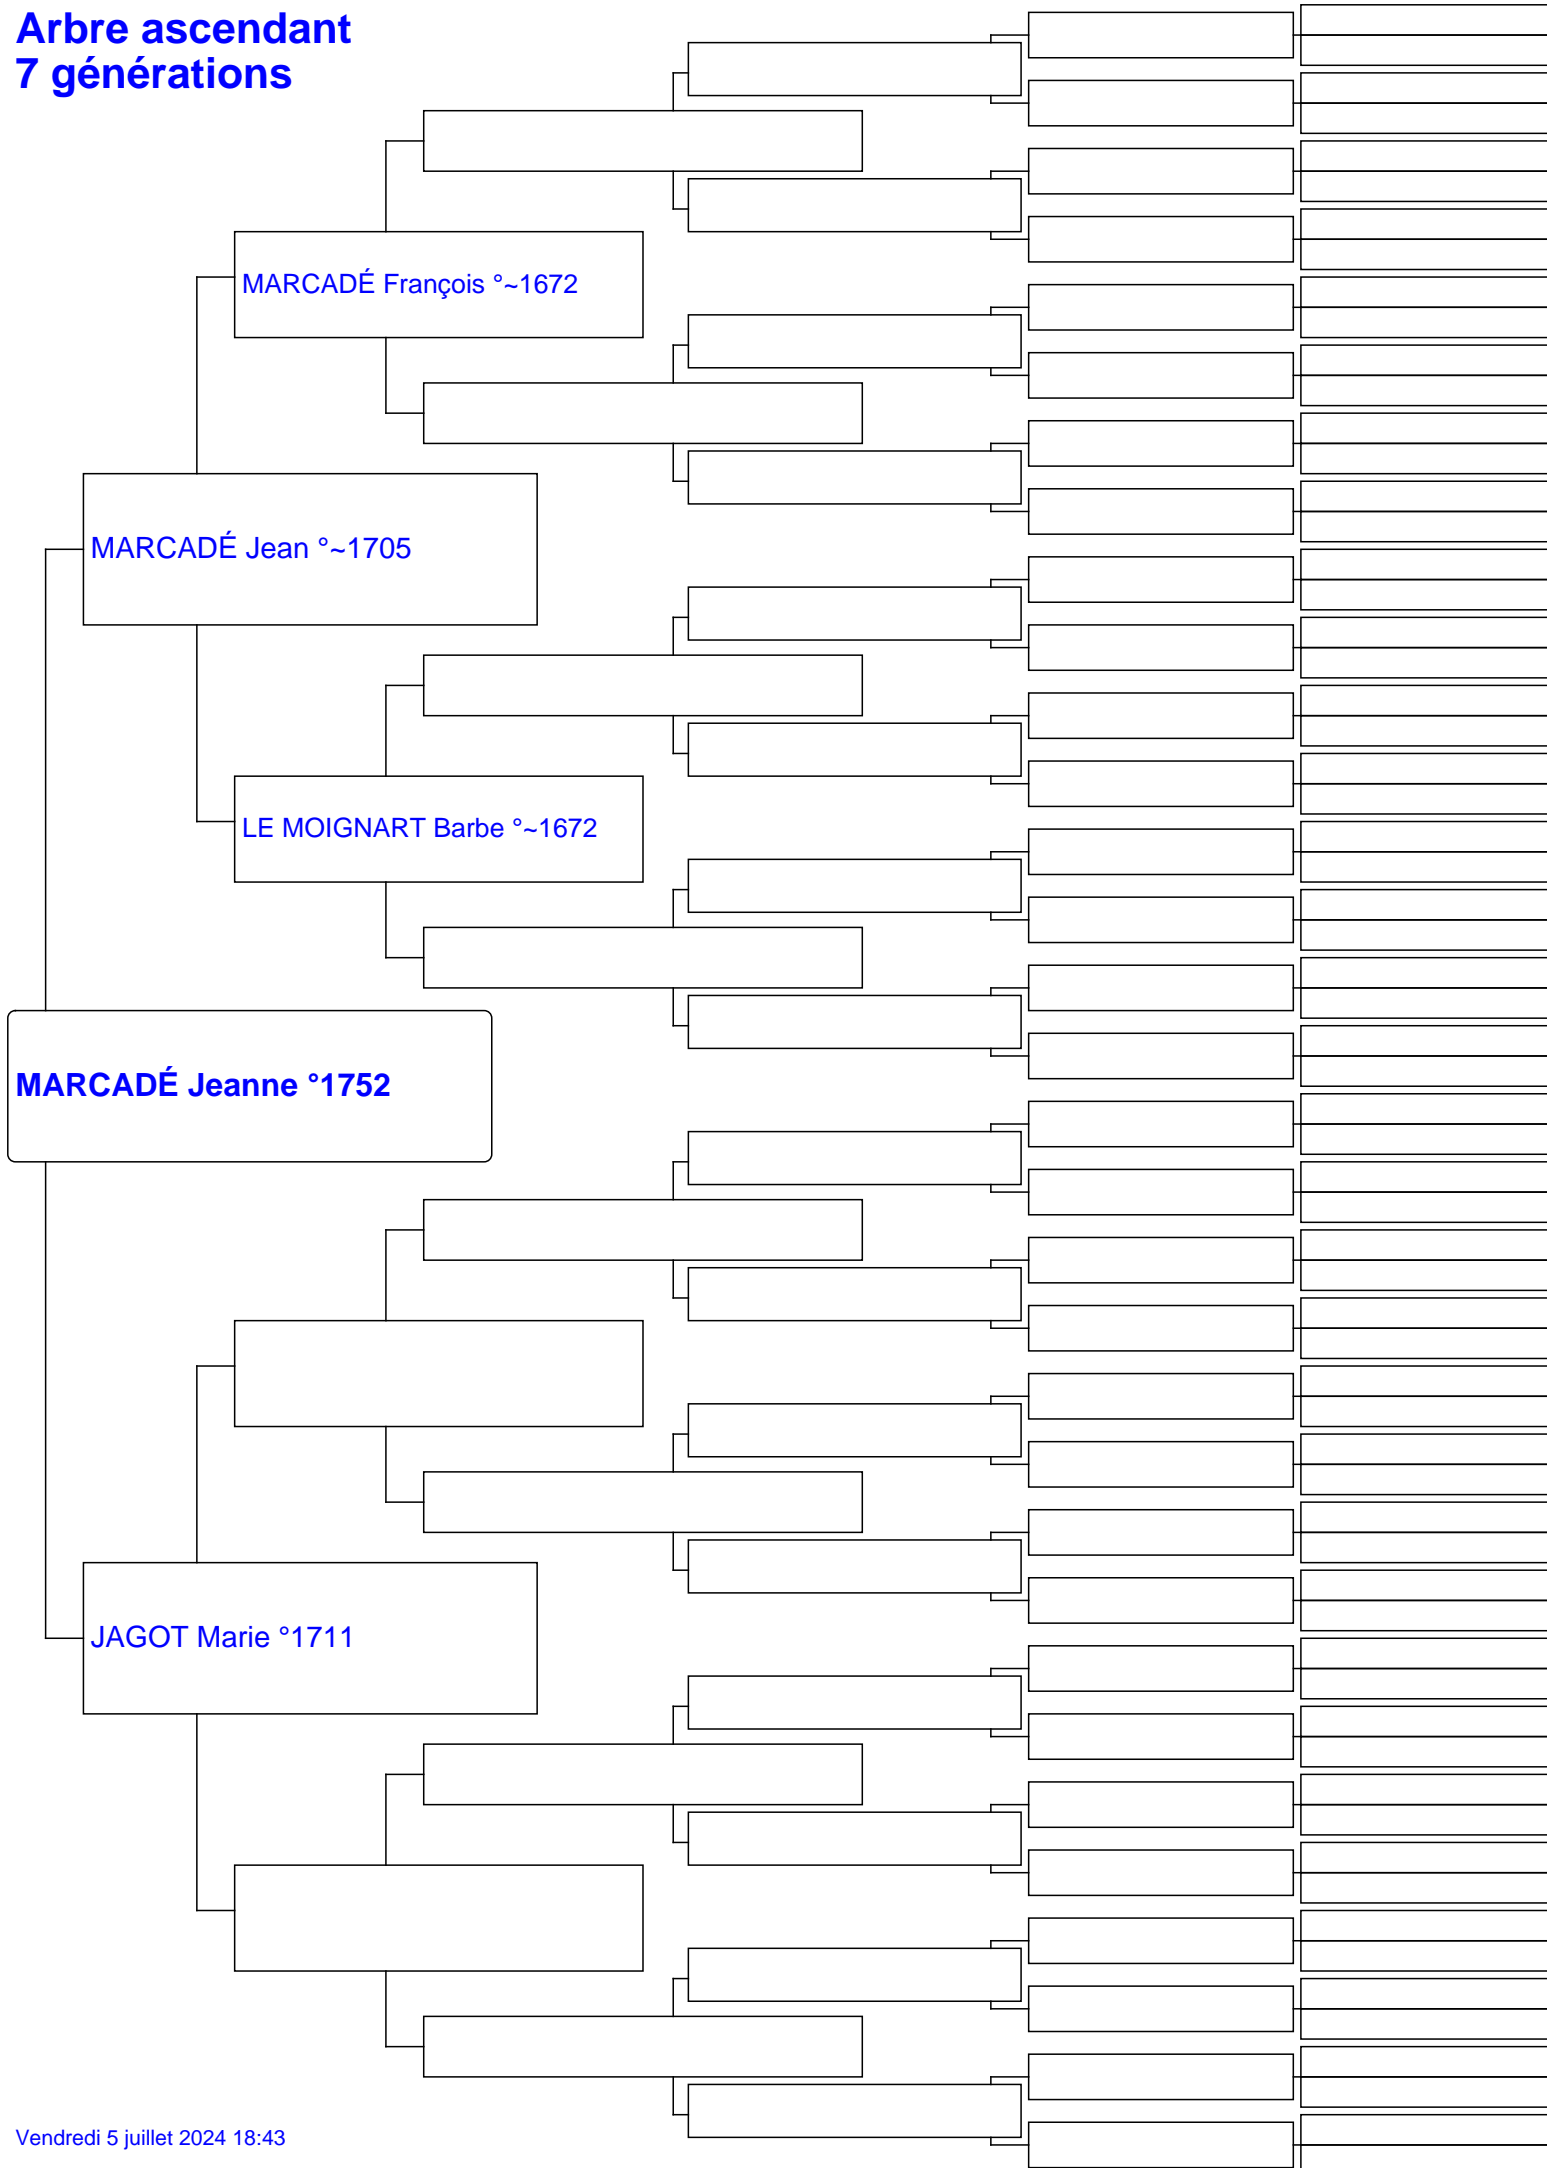 Arbre ascendant
7 générations
MARCADÉ François °~1672
MARCADÉ Jean °~1705
LE MOIGNART Barbe °~1672
MARCADÉ Jeanne °1752
JAGOT Marie °1711
Vendredi 5 juillet 2024 18:43